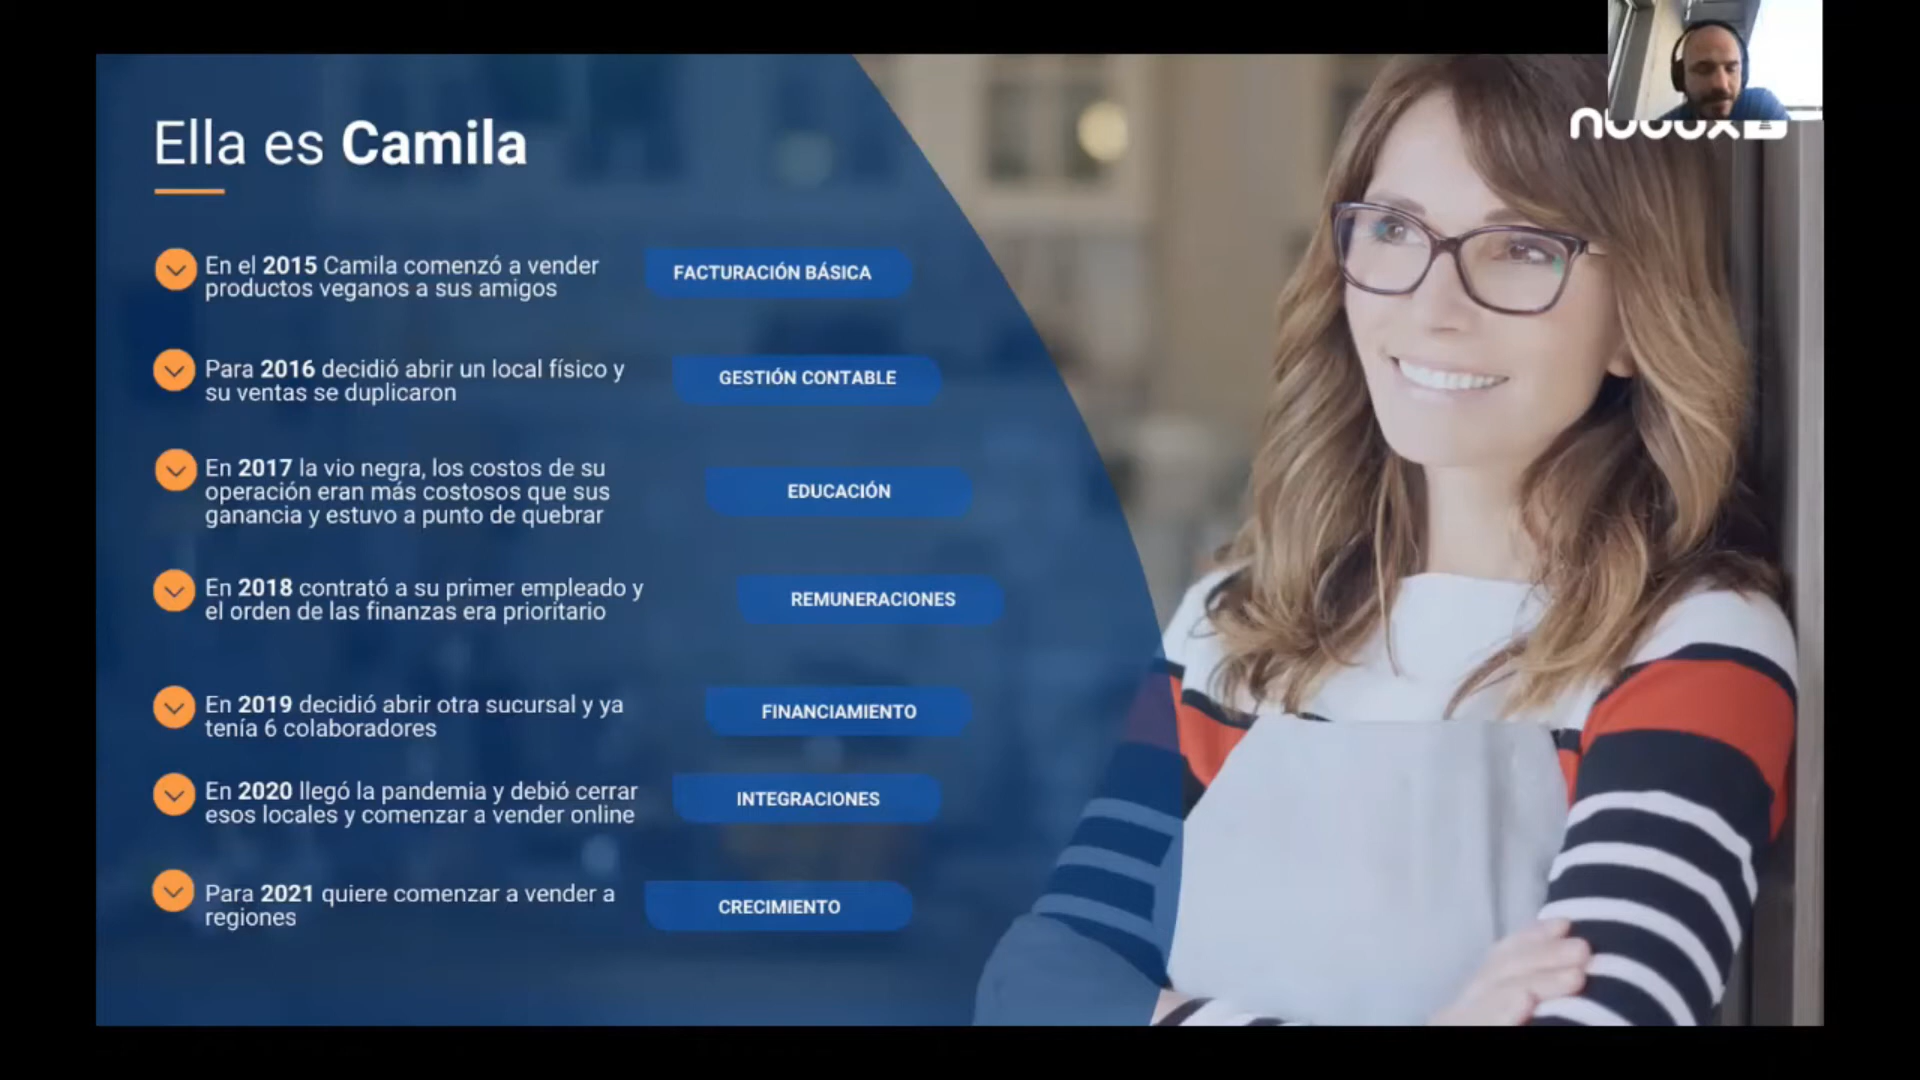 Ella es Camila
En el 2015 Camila comenzó a vender
productos veganos a sus amigos
FACTURACIÓN BÁSICA
Para 2016 decidió abrir un local físico y
su ventas se duplicaron
GESTIÓN CONTABLE
En 2017 la vio negra, los costos de su
operación eran más costosos que sus
ganancia y estuvo a punto de quebrar
EDUCACIÓN
En 2018 contrató a su primer empleado y
el orden de las finanzas era prioritario
REMUNERACIONES
En 2019 decidió abrir otra sucursal y ya
tenía 6 colaboradores
FINANCIAMIENTO
En 2020 llegó la pandemia y debió cerrar
esos locales y comenzar a vender online
INTEGRACIONES
Para 2021 quiere comenzar a vender a
regiones
CRECIMIENTO